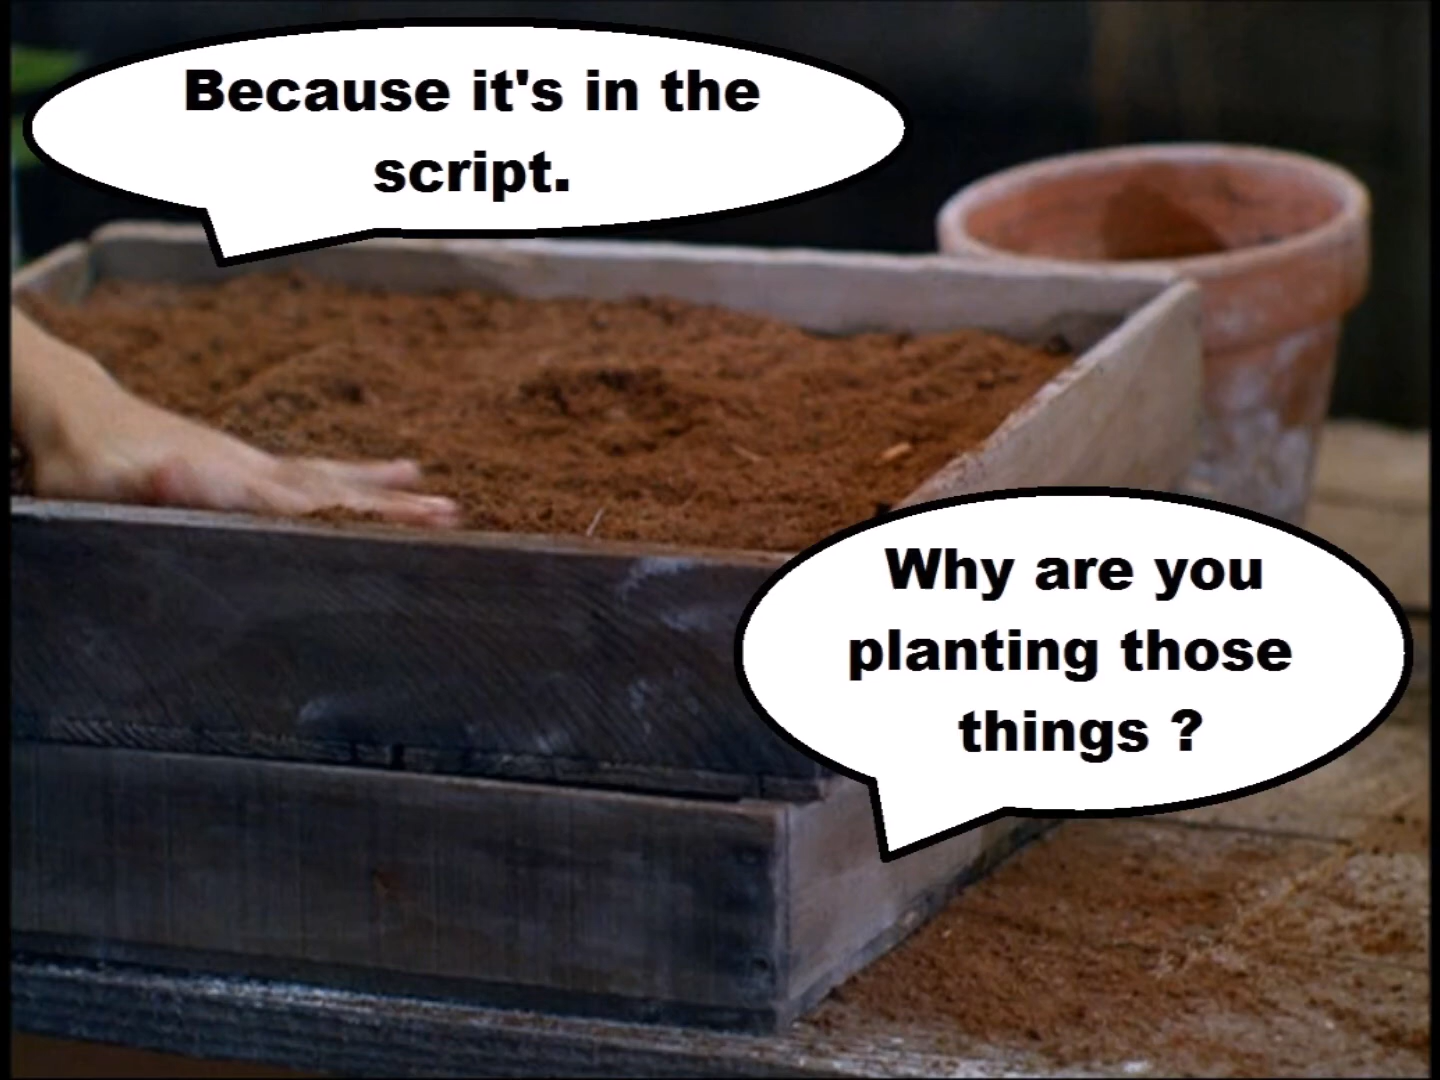 Because it's in the
script.
Why are you
planting those
things ?